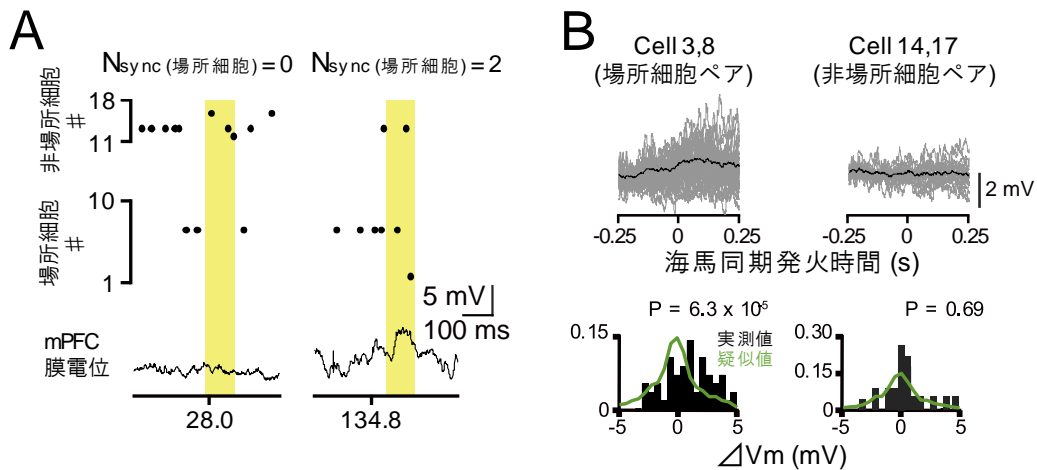 A
Nsync (場所細胞) = 0
Nsync (場所細胞) = 2
非場所細胞
#
18
11
場所細胞
#
10
1
5 mV
100 ms
mPFC
膜電位
28.0
134.8
B
Cell 3,8
(場所細胞ペア)
Cell 14,17
(非場所細胞ペア)
2 mV
-0.25 0 0.25
-0.25 0 0.25
海馬同期発火時間 (s)
P = 6.3 x 10-5
P = 0.69
0.15
0
実測値
疑似値
0.30
0.15
0
-5 0 5
-5 0 5
⊿Vm (mV)